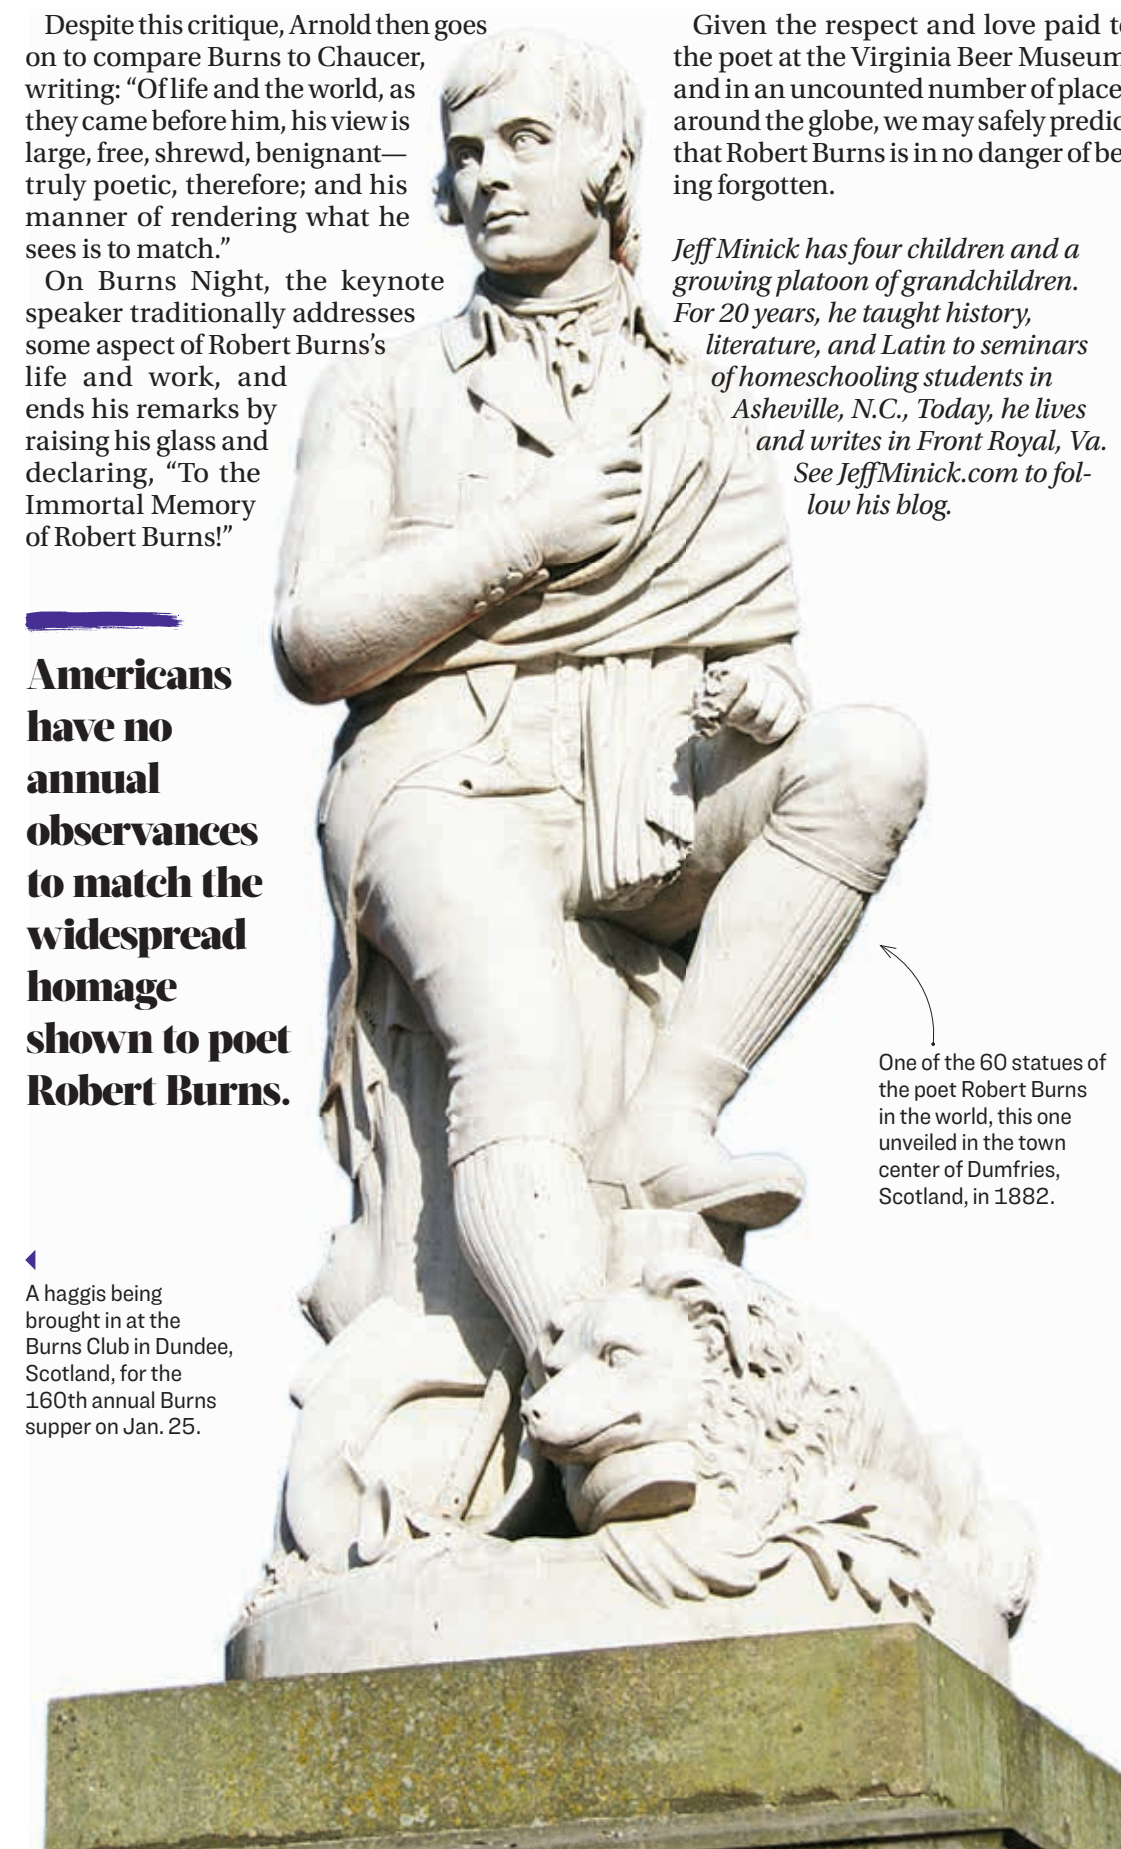 Despite this critique, Arnold then goes
on to compare Burns to Chaucer,
writing: “Of life and the world, as
they came before him, his view is
large, free, shrewd, benignant—
truly poetic, therefore; and his
manner of rendering what he
sees is to match.”
On Burns Night, the keynote
speaker traditionally addresses
some aspect of Robert Burns’s
life and work, and
ends his remarks by
raising his glass and
declaring, “To the
Immortal Memory
of Robert Burns!”
Americans
have no
annual
observances
to match the
widespread
homage
shown to poet
Robert Burns.
A haggis being
brought in at the
Burns Club in Dundee,
Scotland, for the
160th annual Burns
supper on Jan. 25.
Given the respect and love paid t
the poet at the Virginia Beer Museum
and in an uncounted number of place
around the globe, we may safely predic
that Robert Burns is in no danger of be
ing forgotten.
Jeff Minick has four children and a
growing platoon of grandchildren.
For 20 years, he taught history,
literature, and Latin to seminars
of homeschooling students in
Asheville, N.C., Today, he lives
and writes in Front Royal, Va.
See JeffMinick.com to fol-
low his blog.
One of the 60 statues of
the poet Robert Burns
in the world, this one
unveiled in the town
center of Dumfries,
Scotland, in 1882.